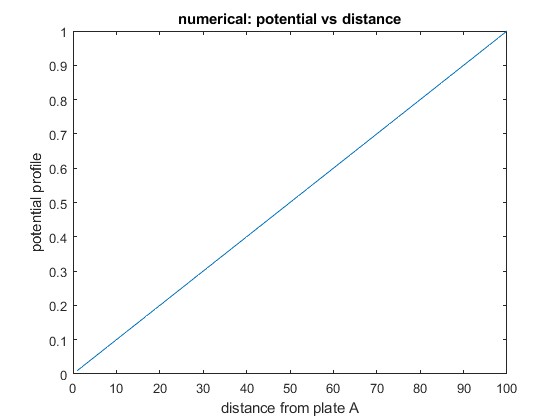 numerical: potential vs distance
1
0.9
0.8
0.7
0.6
0.5
0.4
0.3
0.2
0.1
0
potential profile
0 10 20 30 40 50 60 70 80 90 100
distance from plate A